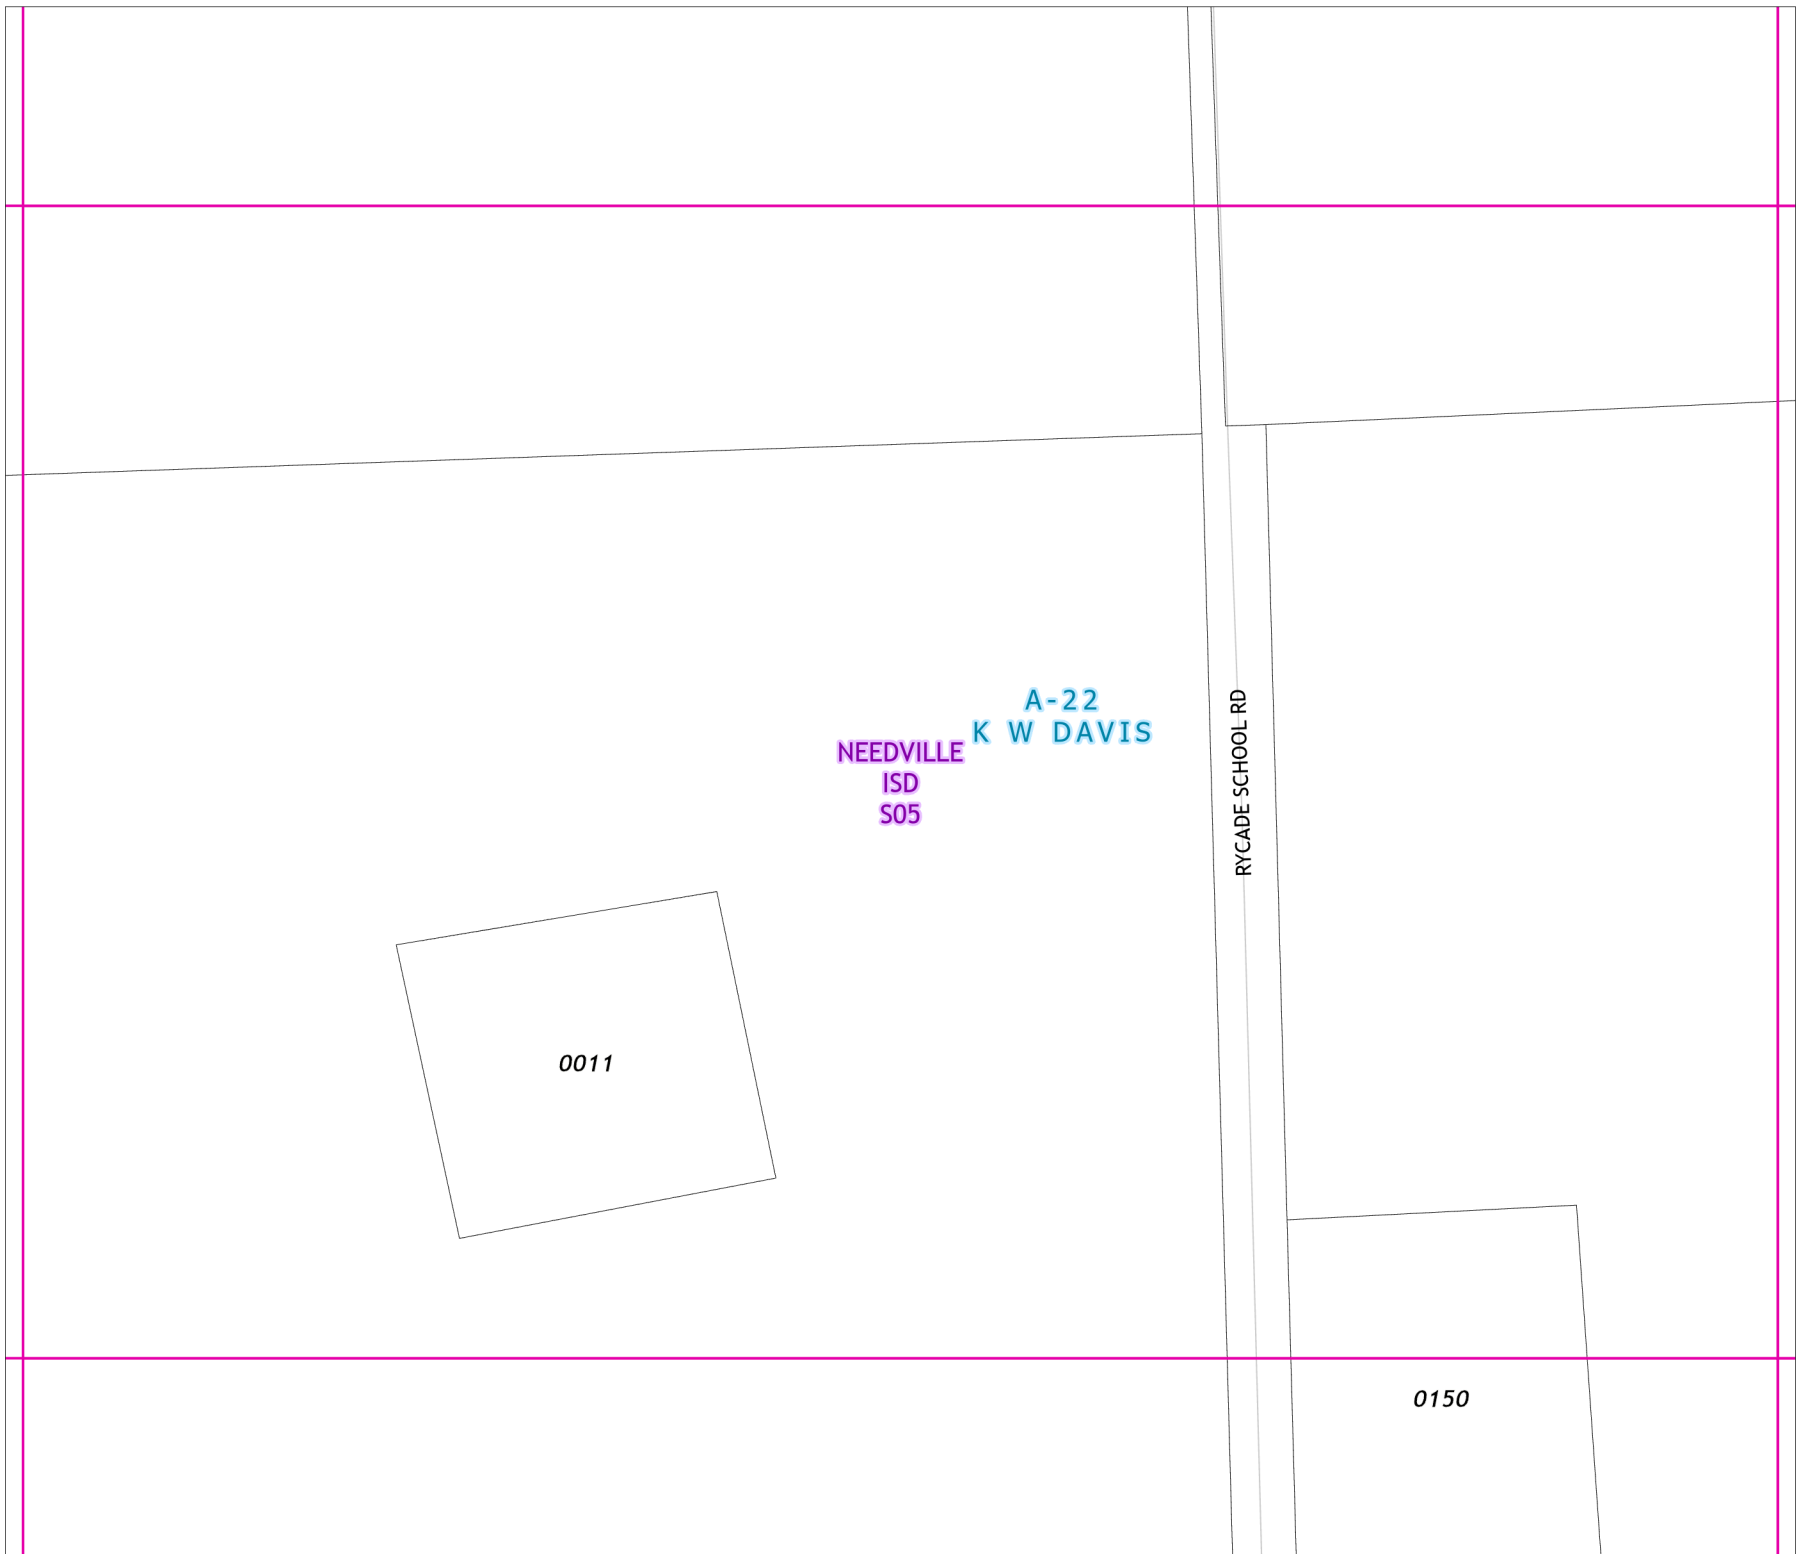 A-22
K W DAVIS
NEEDVILLE
ISD
S05
RYCADE SCHOOL RD
0011
0150